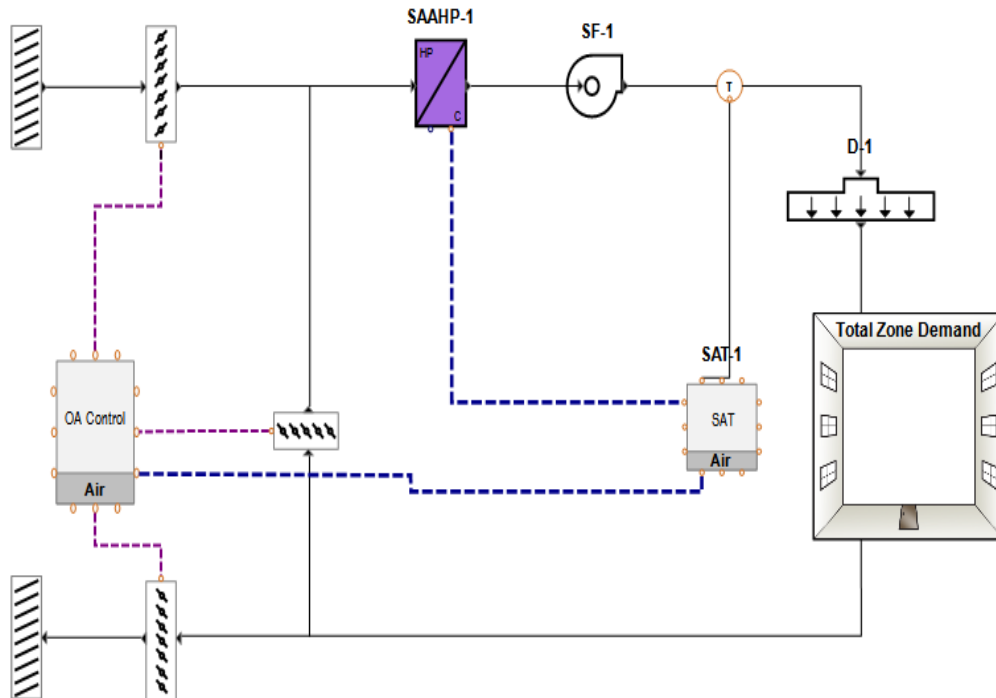 SAAHP-1
SF-1
HP
C
T
D-1
Total Zone Demand
SAT-1
OA Control
SAT
Air
Air